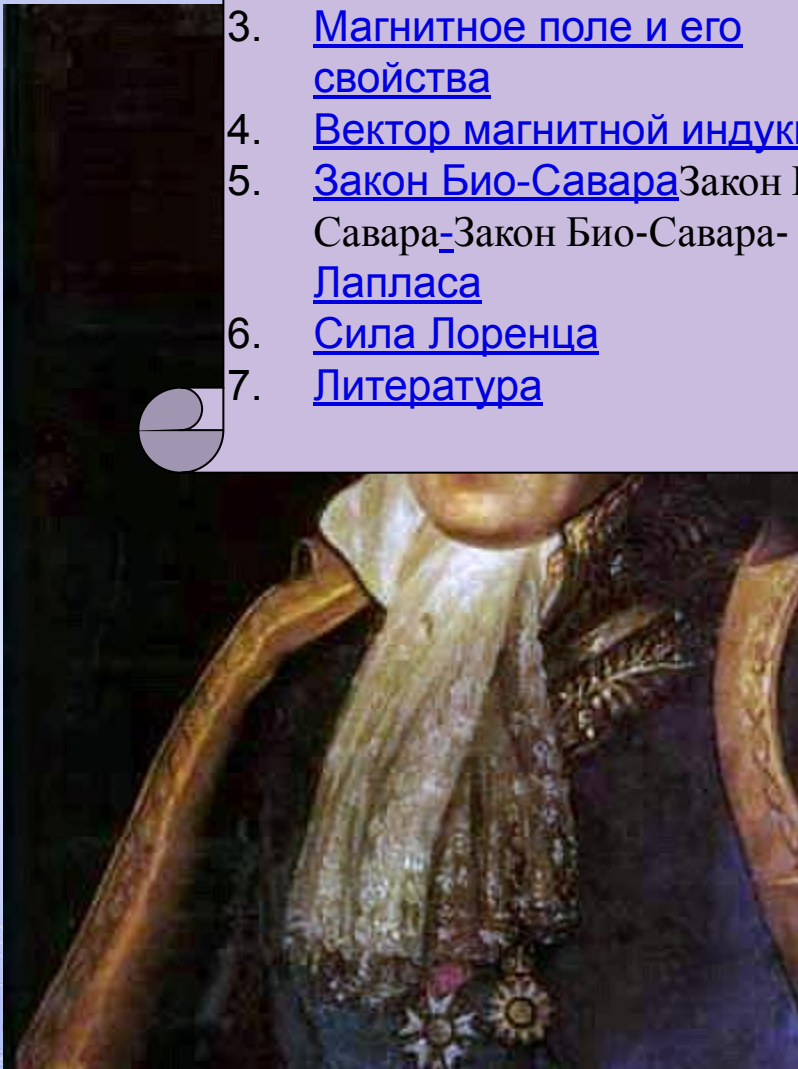 3. Магнитное поле и его
свойства
4. Вектор магнитной
5. Закон Био-СавараЗакон
Савара-Закон Био-Савара-
Лапласа
6. Сила Лоренца
7. Литература